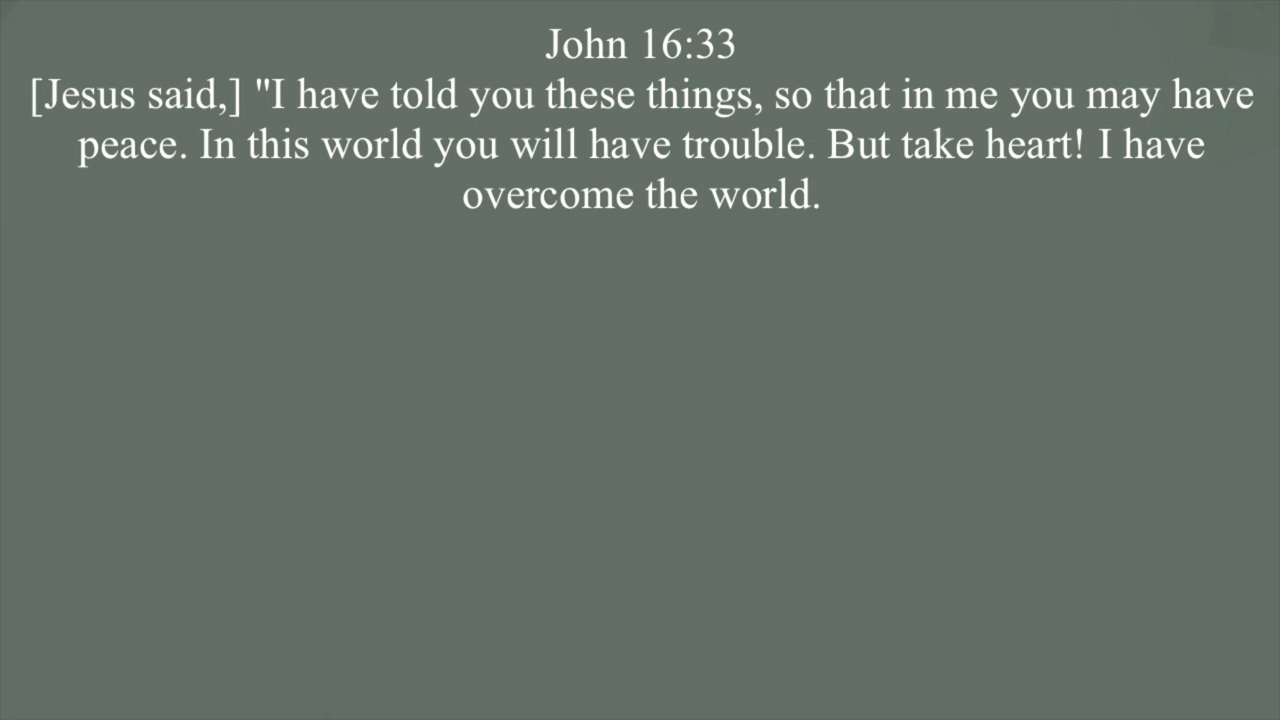 John 16:33
[Jesus said,] "I have told you these things, so that in me you may have
peace. In this world you will have trouble. But take heart! I have
overcome the world.